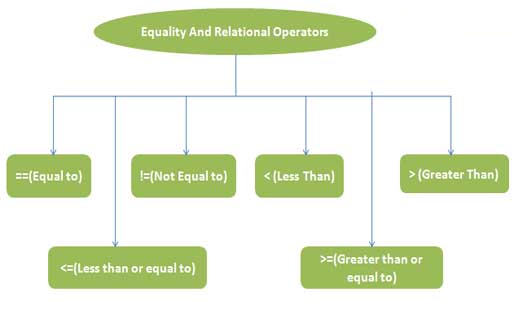 Equality And Relational Operators
==(Equal to)
!=(Not Equal to)
< (Less Than)
> (Greater Than)
<=(Less than or equal to)
>=(Greater than or
equal to)